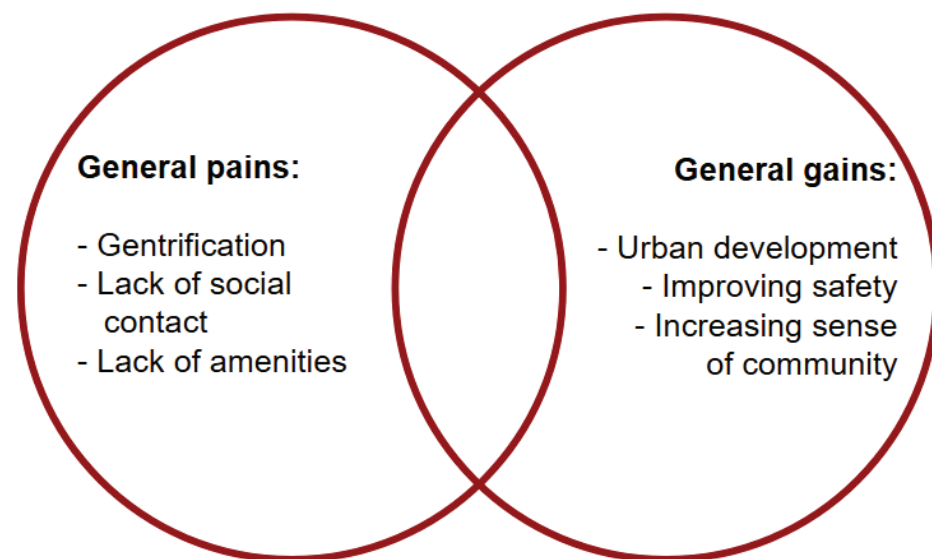 General pains:
- Gentrification
- Lack of social
contact
- Lack of amenities
General gains:
- Urban development
- Improving safety
- Increasing sense
of community